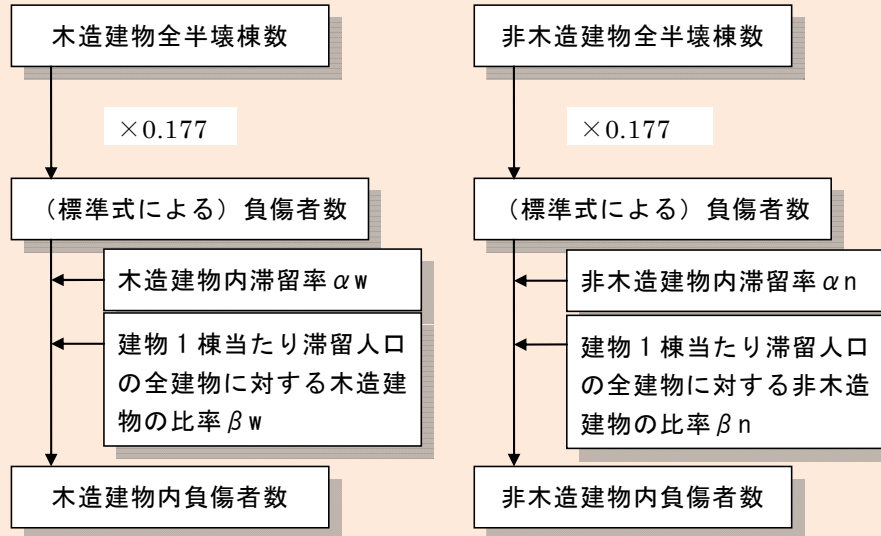 木造建物全半壊棟数
×0.177
（標準式による）負傷者数
木造建物内滞留率αw
建物1棟当たり滞留人口
の全建物に対する木造建
物の比率βw
木造建物内負傷者数
非木造建物全半壊棟数
×0.177
（標準式による）負傷者数
非木造建物内滞留率αn
建物1棟当たり滞留人口
の全建物に対する非木造
建物の比率βn
非木造建物内負傷者数